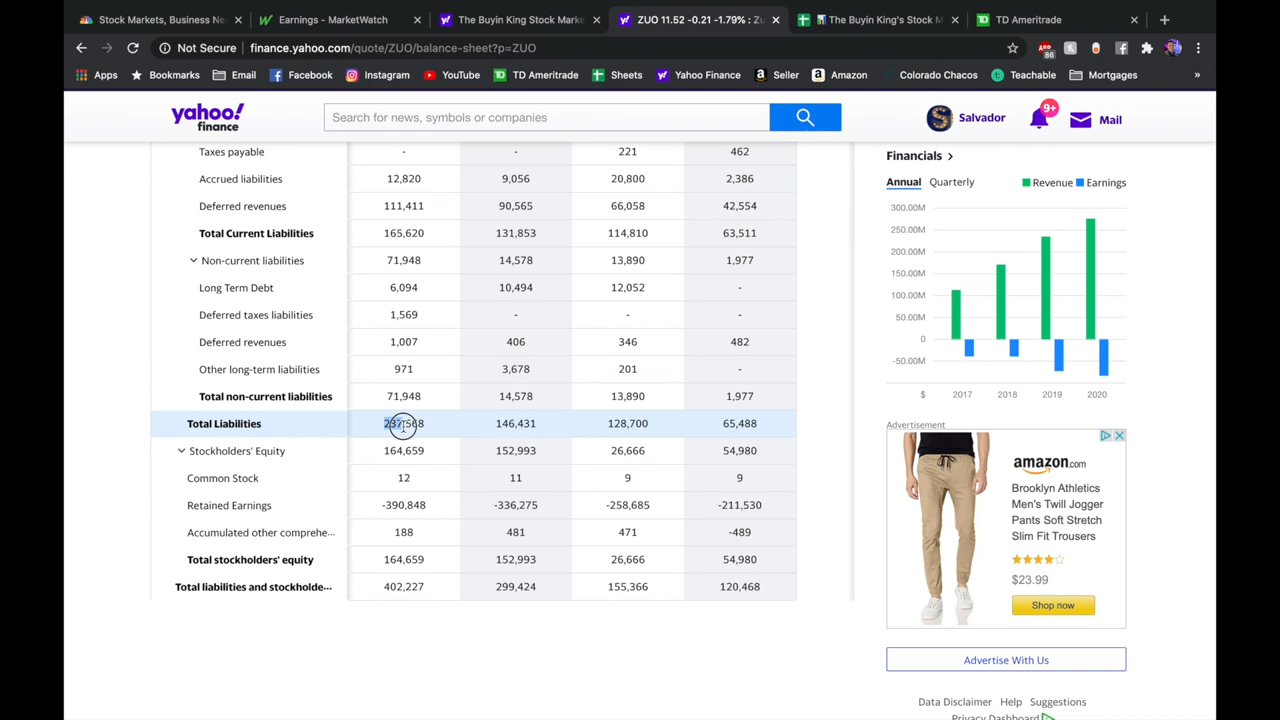 Stock Markets, Business Ne
Earnings - MarketWatch
The Buyin King Stock Marke
ZUO 11.52 -0.21 -1.79% : Zu
The Buyin King's Stock M
TD Ameritrade
Not Secure
finance.yahoo.com/quote/ZUO/balance-sheet?p=ZUO
ABP
86
Apps
Bookmarks
Email
Facebook
Instagram
YouTube
TD Ameritrade
Sheets
Yahoo Finance
Seller
Amazon
Colorado Chacos
Teachable
Mortgages
»
yahoo!
finance
Search for news, symbols or companies
Salvador
9+
Mail
Taxes payable - - 221 462
Accrued liabilities 12,820 9,056 20,800 2,386
Deferred revenues 111,411 90,565 66,058 42,554
Total Current Liabilities 165,620 131,853 114,810 63,511
Non-current liabilities 71,948 14,578 13,890 1,977
Long Term Debt 6,094 10,494 12,052 -
Deferred taxes liabilities 1,569 - - -
Deferred revenues 1,007 406 346 482
Other long-term liabilities 971 3,678 201 -
Total non-current liabilities 71,948 14,578 13,890 1,977
Total Liabilities 237,568 146,431 128,700 65,488
Stockholders' Equity 164,659 152,993 26,666 54,980
Common Stock 12 11 9 9
Retained Earnings -390,848 -336,275 -258,685 -211,530
Accumulated other comprehe... 188 481 471 -489
Total stockholders' equity 164,659 152,993 26,666 54,980
Total liabilities and stockholde... 402,227 299,424 155,366 120,468
Financials
Annual Quarterly Revenue Earnings
300.00M
250.00M
200.00M
150.00M
100.00M
50.00M
0
-50.00M
$ 2017 2018 2019 2020
Advertisement
amazon.com
Brooklyn Athletics
Men's Twill Jogger
Pants Soft Stretch
Slim Fit Trousers
$23.99
Shop now
Advertise With Us
Data Disclaimer Help Suggestions
Privacy Dashboard